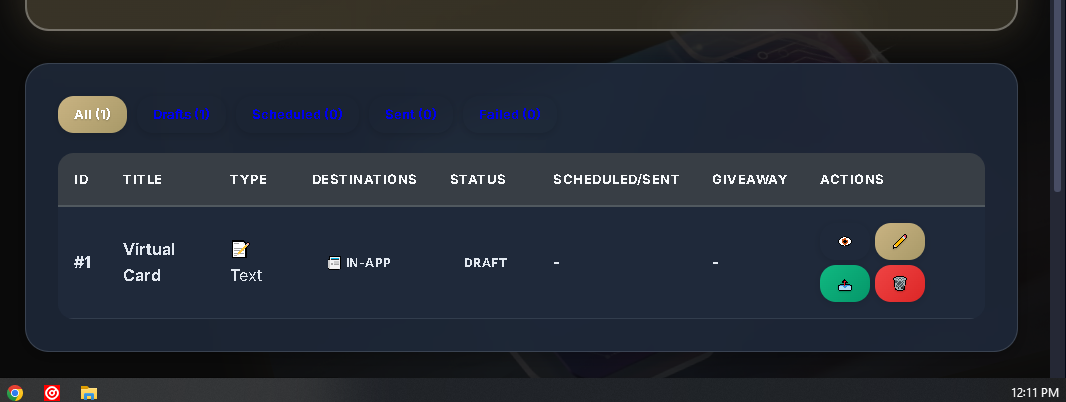 All (1) Drafts (1) Scheduled (0) Sent (0) Failed (0)
ID TITLE TYPE DESTINATIONS STATUS SCHEDULED/SENT GIVEAWAY ACTIONS
#1 Virtual Card Text IN-APP DRAFT - -
12:11 PM